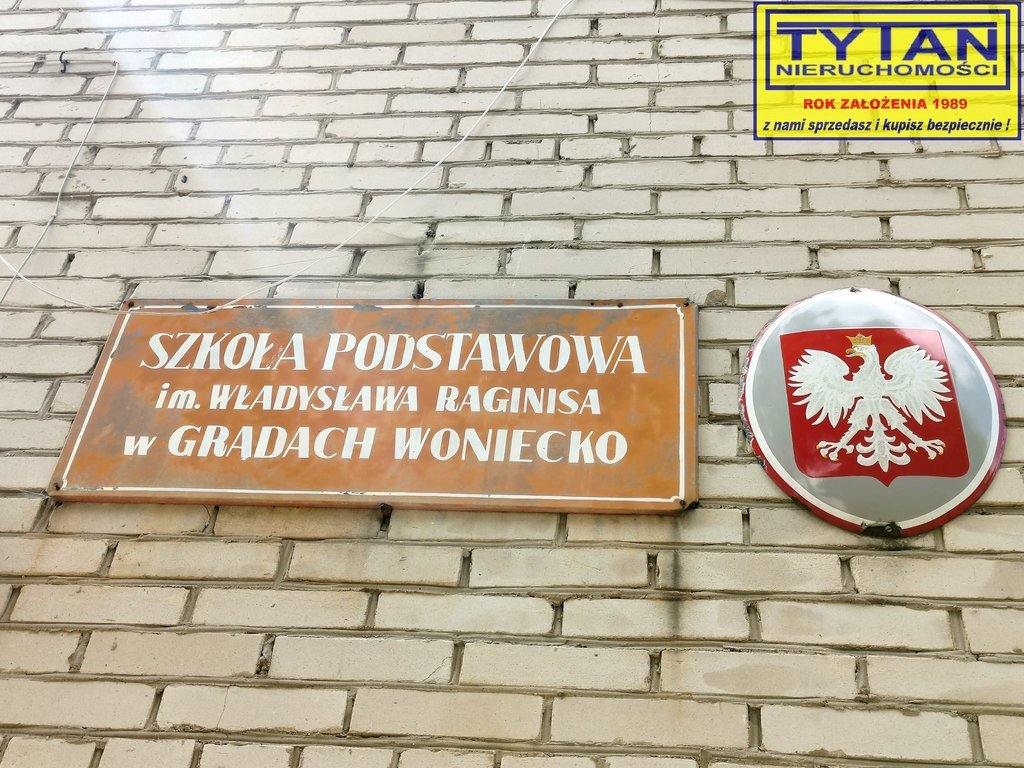 TYTAN
NIERUCHOMOŚCI
ROK ZAŁOŻENIA 1989
z nami sprzedasz i kupisz bezpiecznie !
SZKOŁA PODSTAWOWA
im. WŁADYSŁAWA RAGINISA
w GRĄDACH WONIECKO